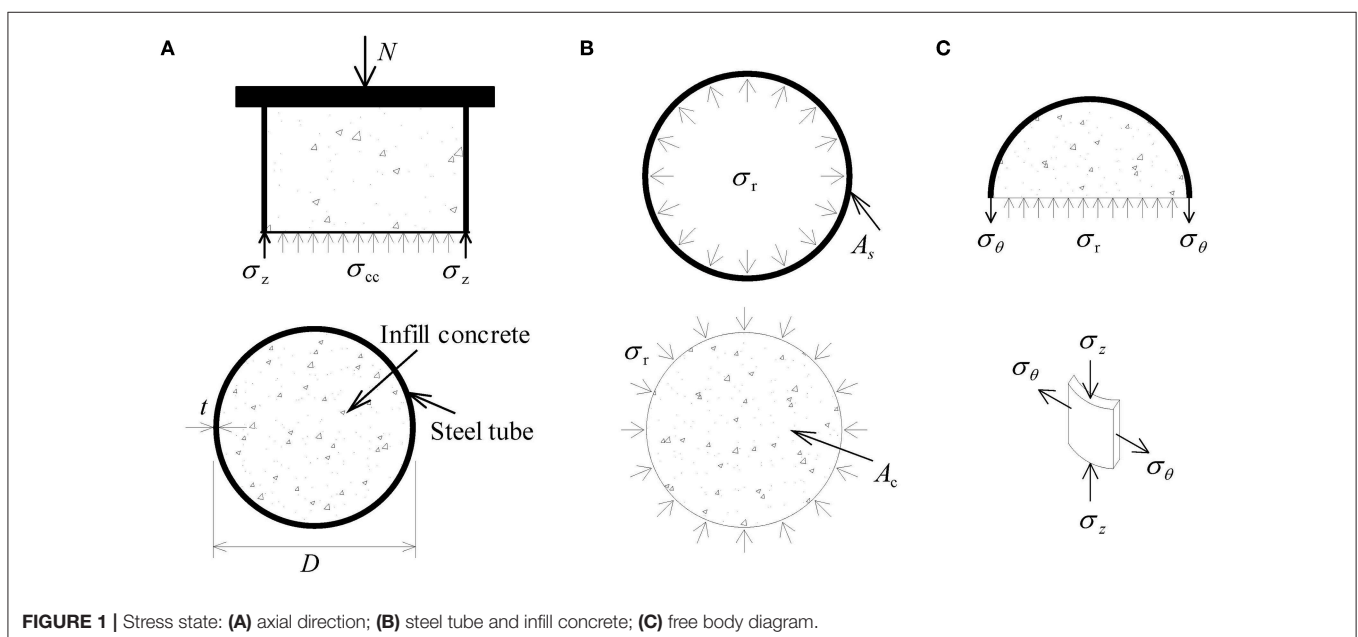 A
N
σz
σcc
σz
Infill concrete
t
Steel tube
D
B
σr
As
σr
Ac
C
σθ
σr
σθ
σz
σθ
σθ
σz
FIGURE 1 | Stress state: (A) axial direction; (B) steel tube and infill concrete; (C) free body diagram.